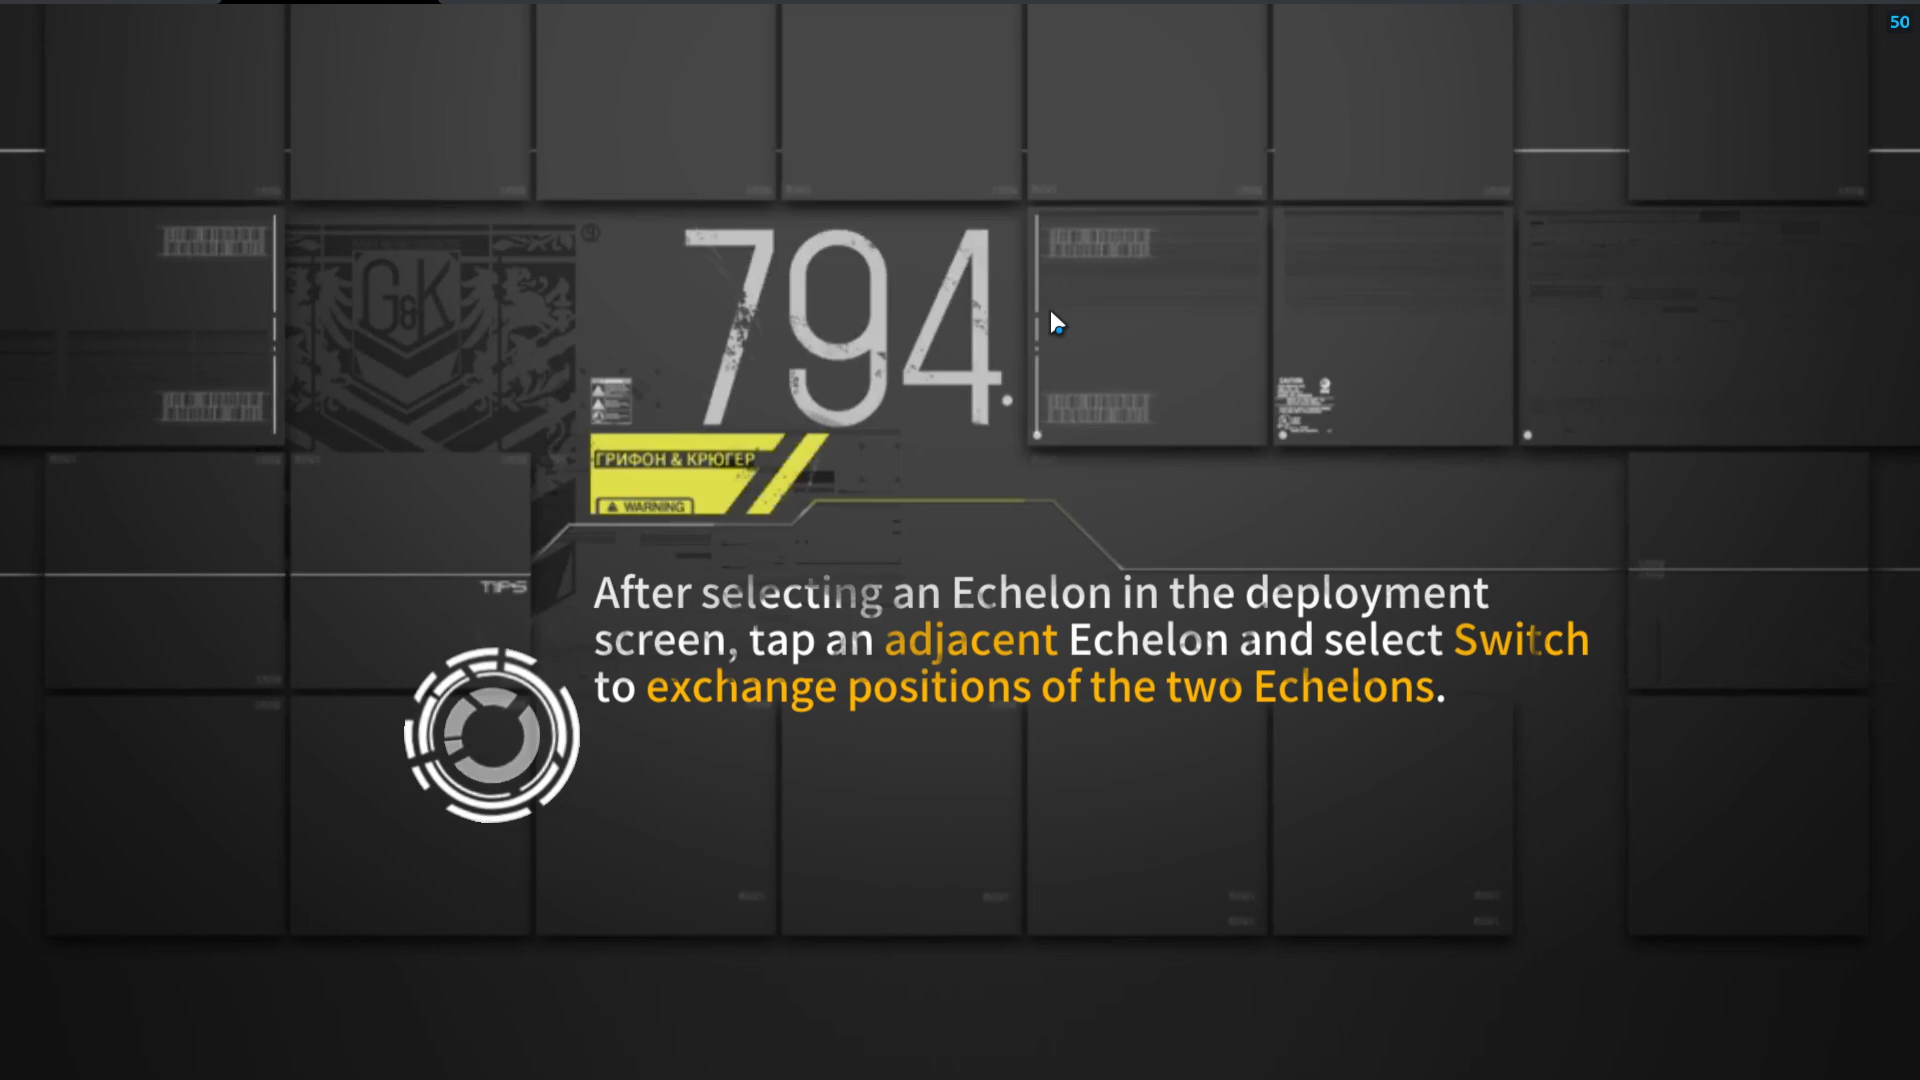 50
G&K
794.
ГРИФОН & КРЮГЕР
WARNING
TIPS
After selecting an Echelon in the deployment
screen, tap an adjacent Echelon and select Switch
to exchange positions of the two Echelons.
CAUTION